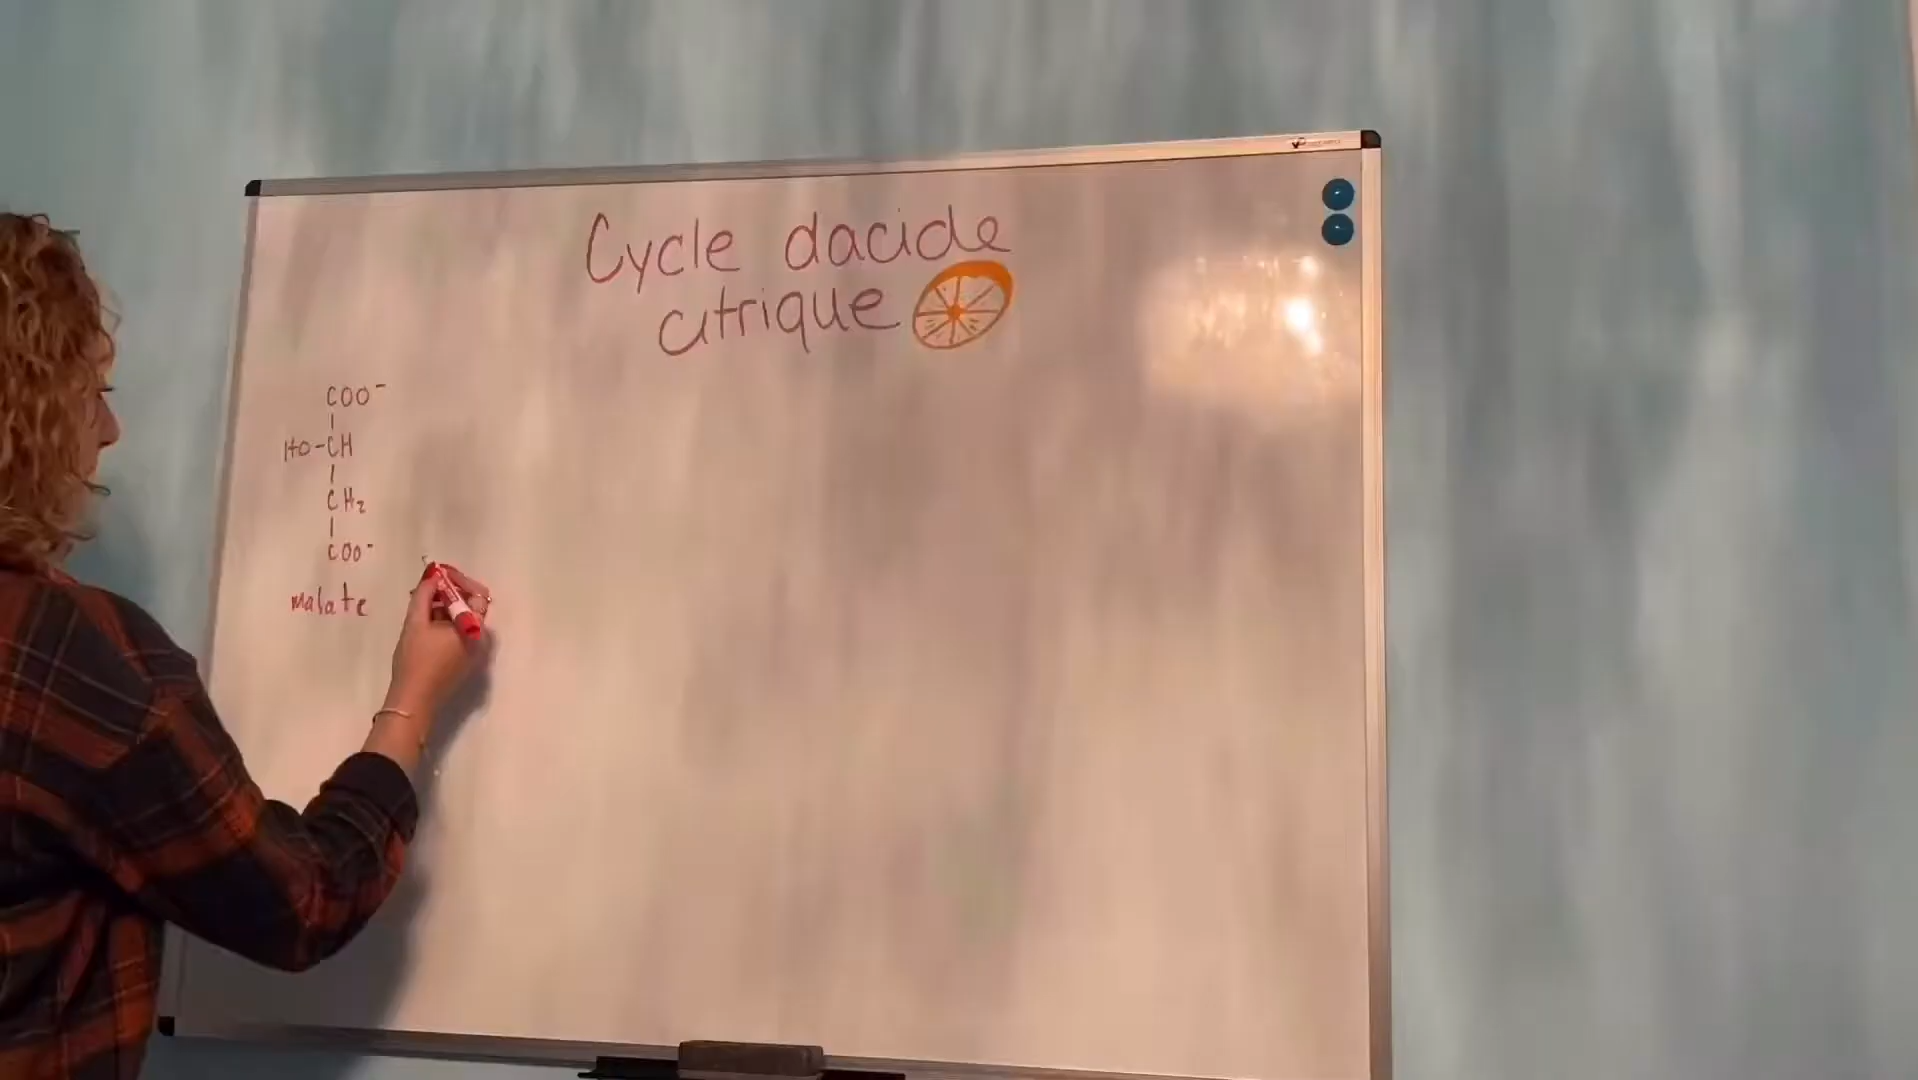 Cycle dacide
citrique
COO⁻
HO-CH
CH₂
COO⁻
malate